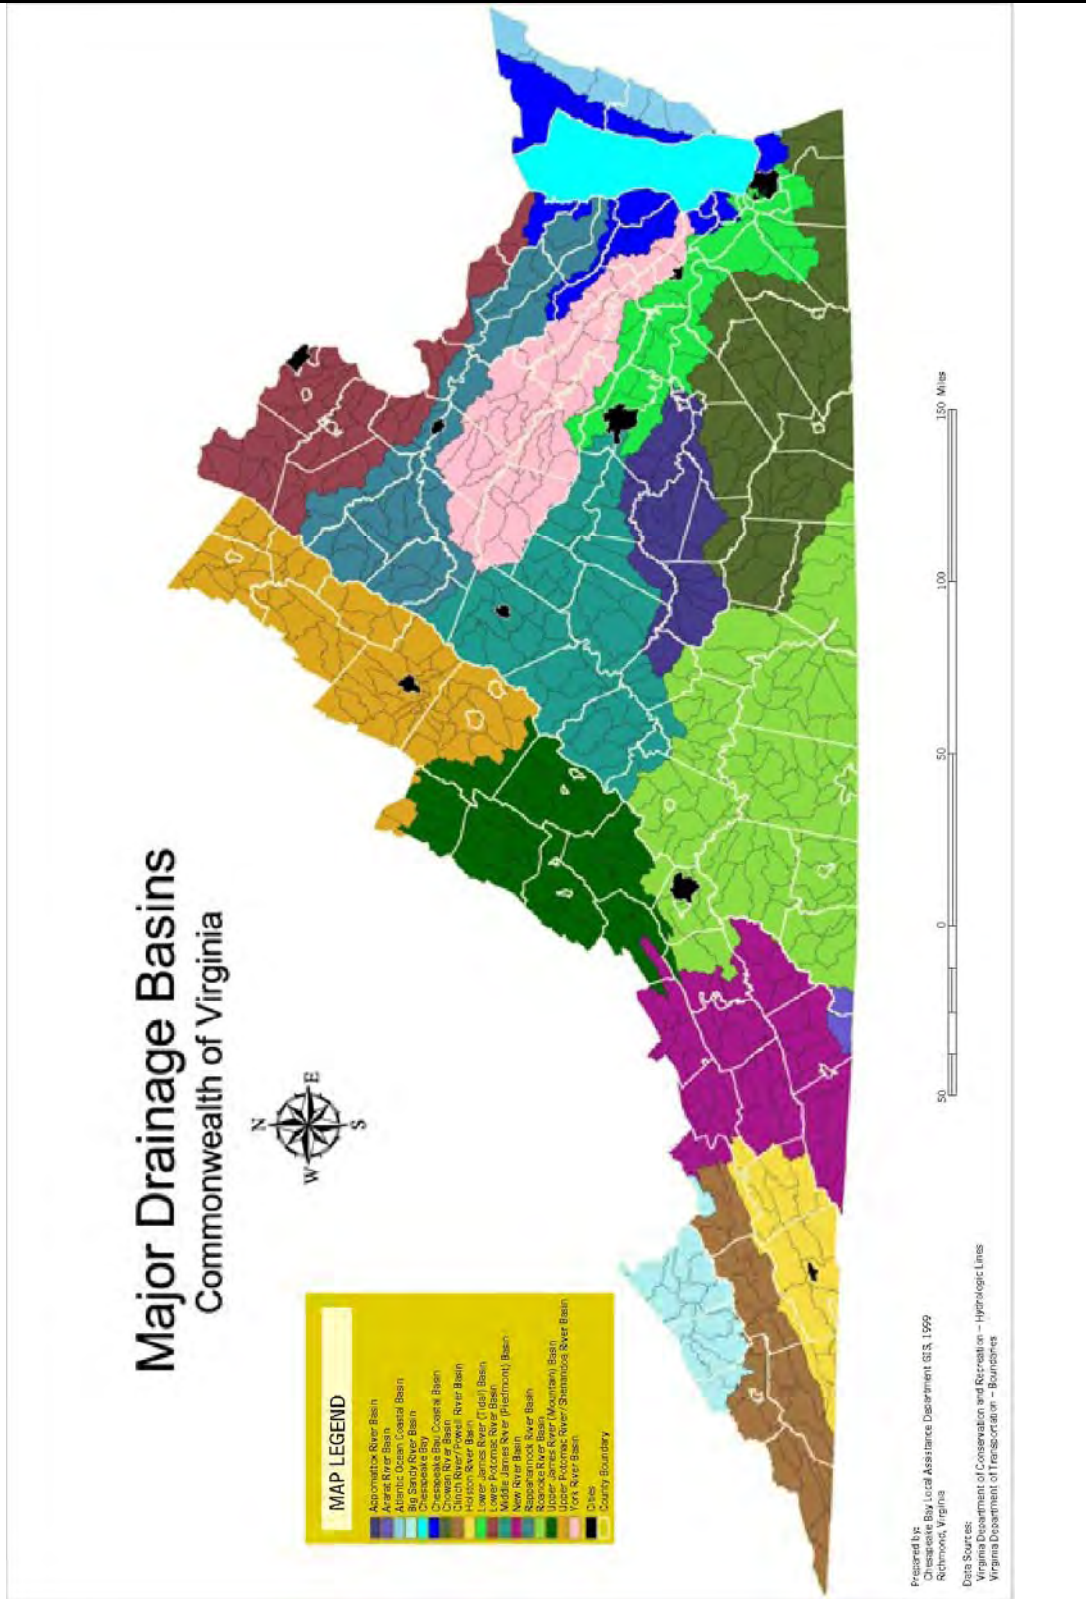 Major Drainage Basins
Commonwealth of Virginia
N
W
E
S
MAP LEGEND
Appomattox River Basin
Ararat River Basin
Atlantic Ocean Coastal Basin
Big Sandy River Basin
Chesapeake Bay
Chesapeake Bau Coastal Basin
Chowan River Basin
Clinch River/Powell River Basin
Holston River Basin
Lower James River (Tidal) Basin
Lower Potomac River Basin
Middle James River (Piedmont) Basin
New River Basin
Rappahannock River Basin
Roanoke River Basin
Upper James River (Mountain) Basin
Upper Potomac River/Shenandoa River Basin
York River Basin
Cities
County Boundary
50
0
50
100
150 Miles
Prepared by:
Chesapeake Bay Local Assistance Department GIS, 1999
Richmond, Virginia
Data Sources:
Virginia Department of Conservation and Recreation - Hydrologic Lines
Virginia Department of Transportation - Boundaries